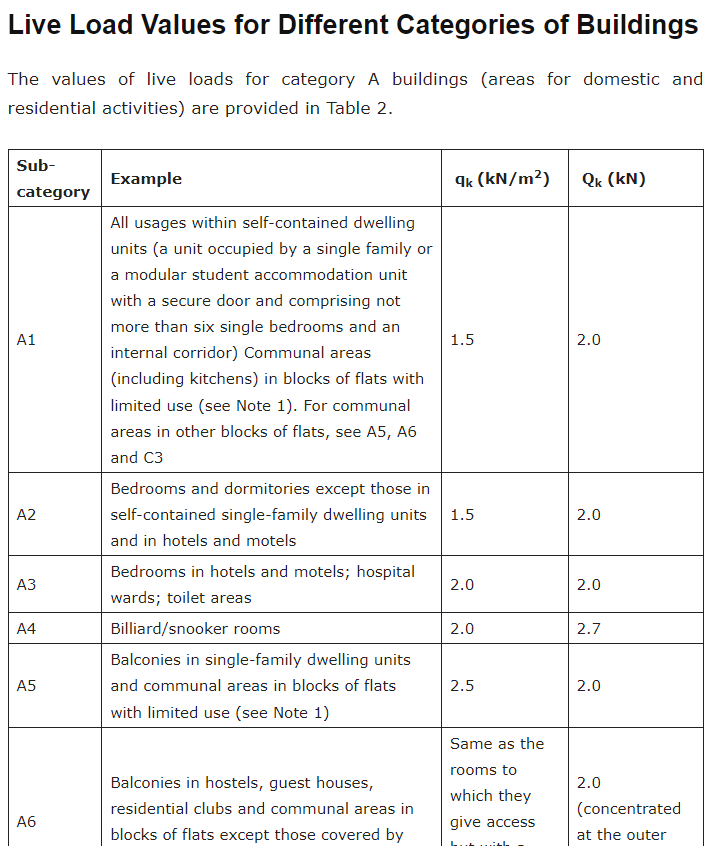 Live Load Values for Different Categories of Buildings
The values of live loads for category A buildings (areas for domestic and
residential activities) are provided in Table 2.
Sub-
category
Example
qk (kN/m²)
Qk (kN)
A1
All usages within self-contained dwelling
units (a unit occupied by a single family or
a modular student accommodation unit
with a secure door and comprising not
more than six single bedrooms and an
internal corridor) Communal areas
(including kitchens) in blocks of flats with
limited use (see Note 1). For communal
areas in other blocks of flats, see A5, A6
and C3
1.5
2.0
A2
Bedrooms and dormitories except those in
self-contained single-family dwelling units
and in hotels and motels
1.5
2.0
A3
Bedrooms in hotels and motels; hospital
wards; toilet areas
2.0
2.0
A4
Billiard/snooker rooms
2.0
2.7
A5
Balconies in single-family dwelling units
and communal areas in blocks of flats
with limited use (see Note 1)
2.5
2.0
A6
Balconies in hostels, guest houses,
residential clubs and communal areas in
blocks of flats except those covered by
Same as the
rooms to
which they
give access
2.0
(concentrated
at the outer